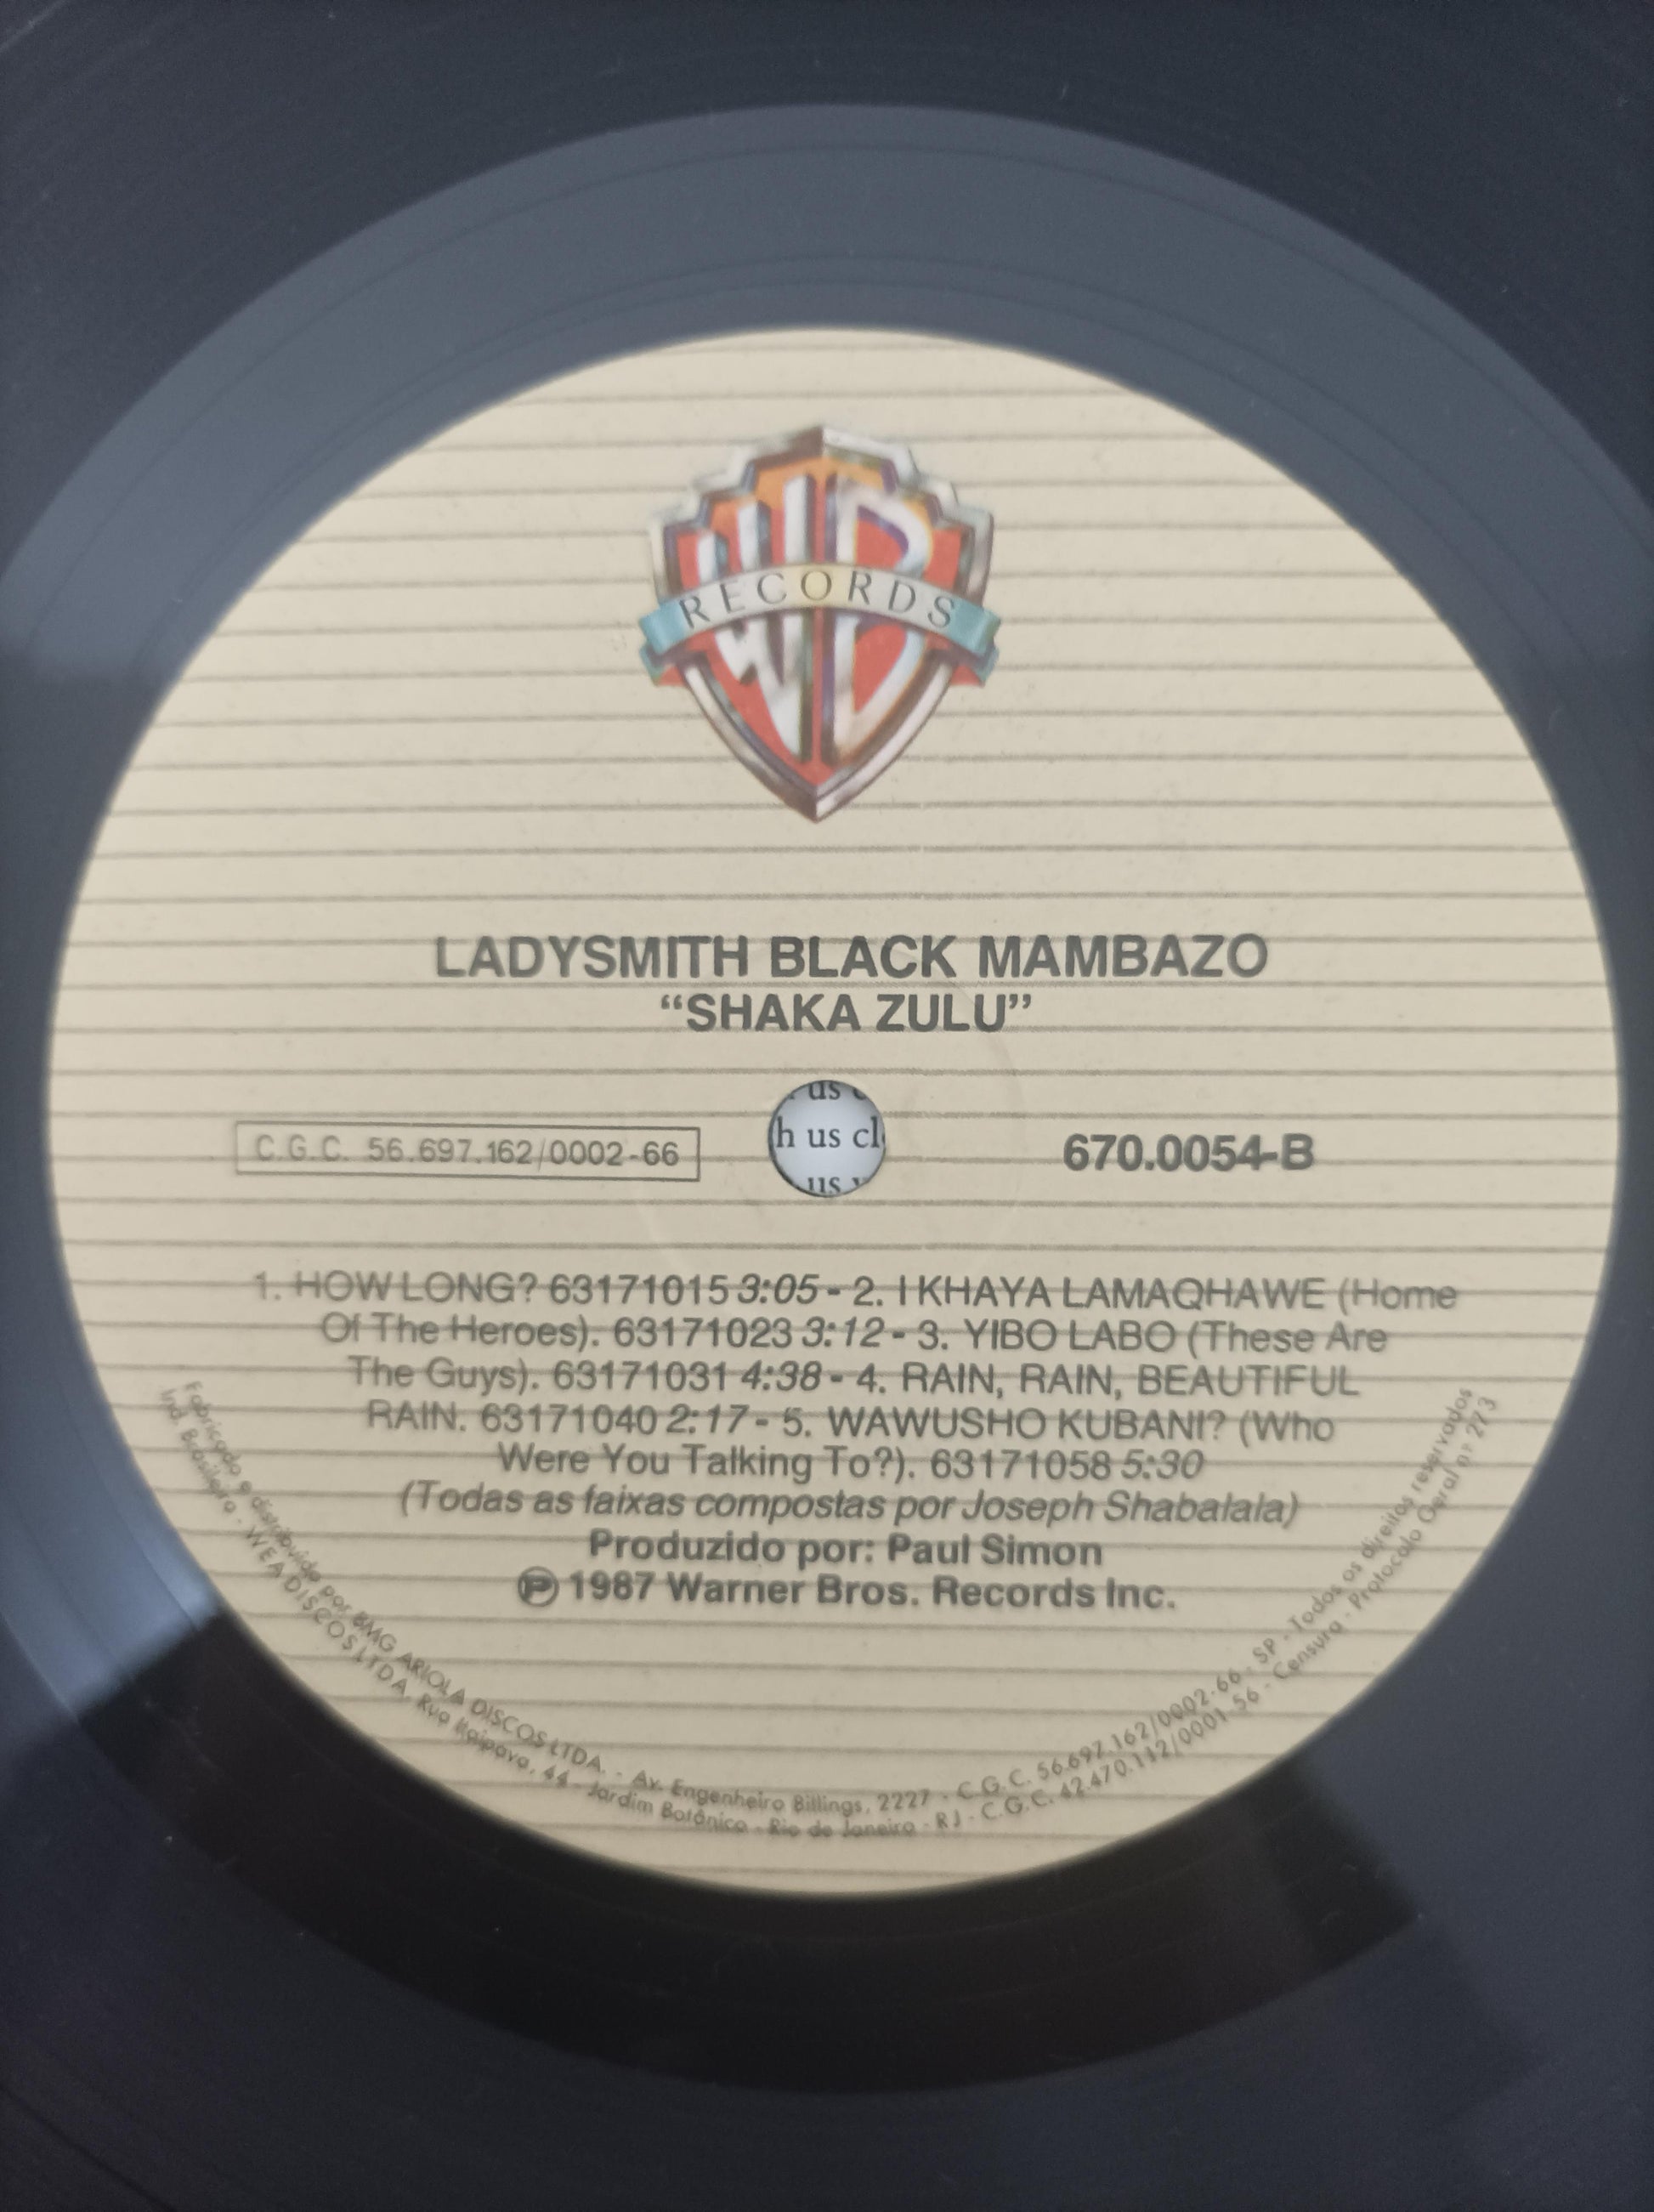 WB
RECORDS
LADYSMITH BLACK MAMBAZO
“SHAKA ZULU”
us
h us cl
us
C.G.C. 56.697.162/0002-66
670.0054-B
1. HOW LONG? 63171015 3:05 - 2. I KHAYA LAMAQHAWE (Home
Of The Heroes). 63171023 3:12 - 3. YIBO LABO (These Are
The Guys). 63171031 4:38 - 4. RAIN, RAIN, BEAUTIFUL
RAIN. 63171040 2:17 - 5. WAWUSHO KUBANI? (Who
Were You Talking To?). 63171058 5:30
(Todas as faixas compostas por Joseph Shabalala)
Produzido por: Paul Simon
Ⓟ 1987 Warner Bros. Records Inc.
Fabricado e distribuído por BMG ARIOLA DISCOS LTDA. - Av. Engenheiro Billings, 2227 - C.G.C. 56.697.162/0002-66 - SP - Todos os direitos reservados
Ind. Brasileira - WEA DISCOS LTDA. Rua Itaipava, 44 - Jardim Botânico - Rio de Janeiro - RJ - C.G.C. 42.470.112/0001-56 - Censura - Protocolo Geral n.º 273